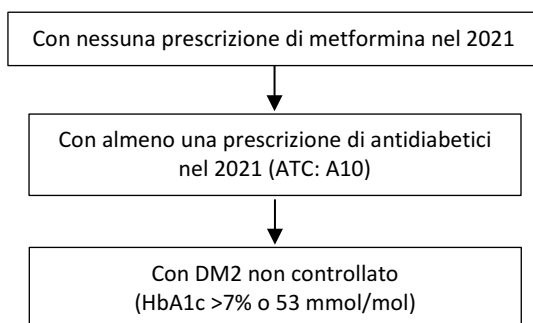 Con nessuna prescrizione di metformina nel 2021
Con almeno una prescrizione di antidiabetici
nel 2021 (ATC: A10)
Con DM2 non controllato
(HbA1c >7% o 53 mmol/mol)